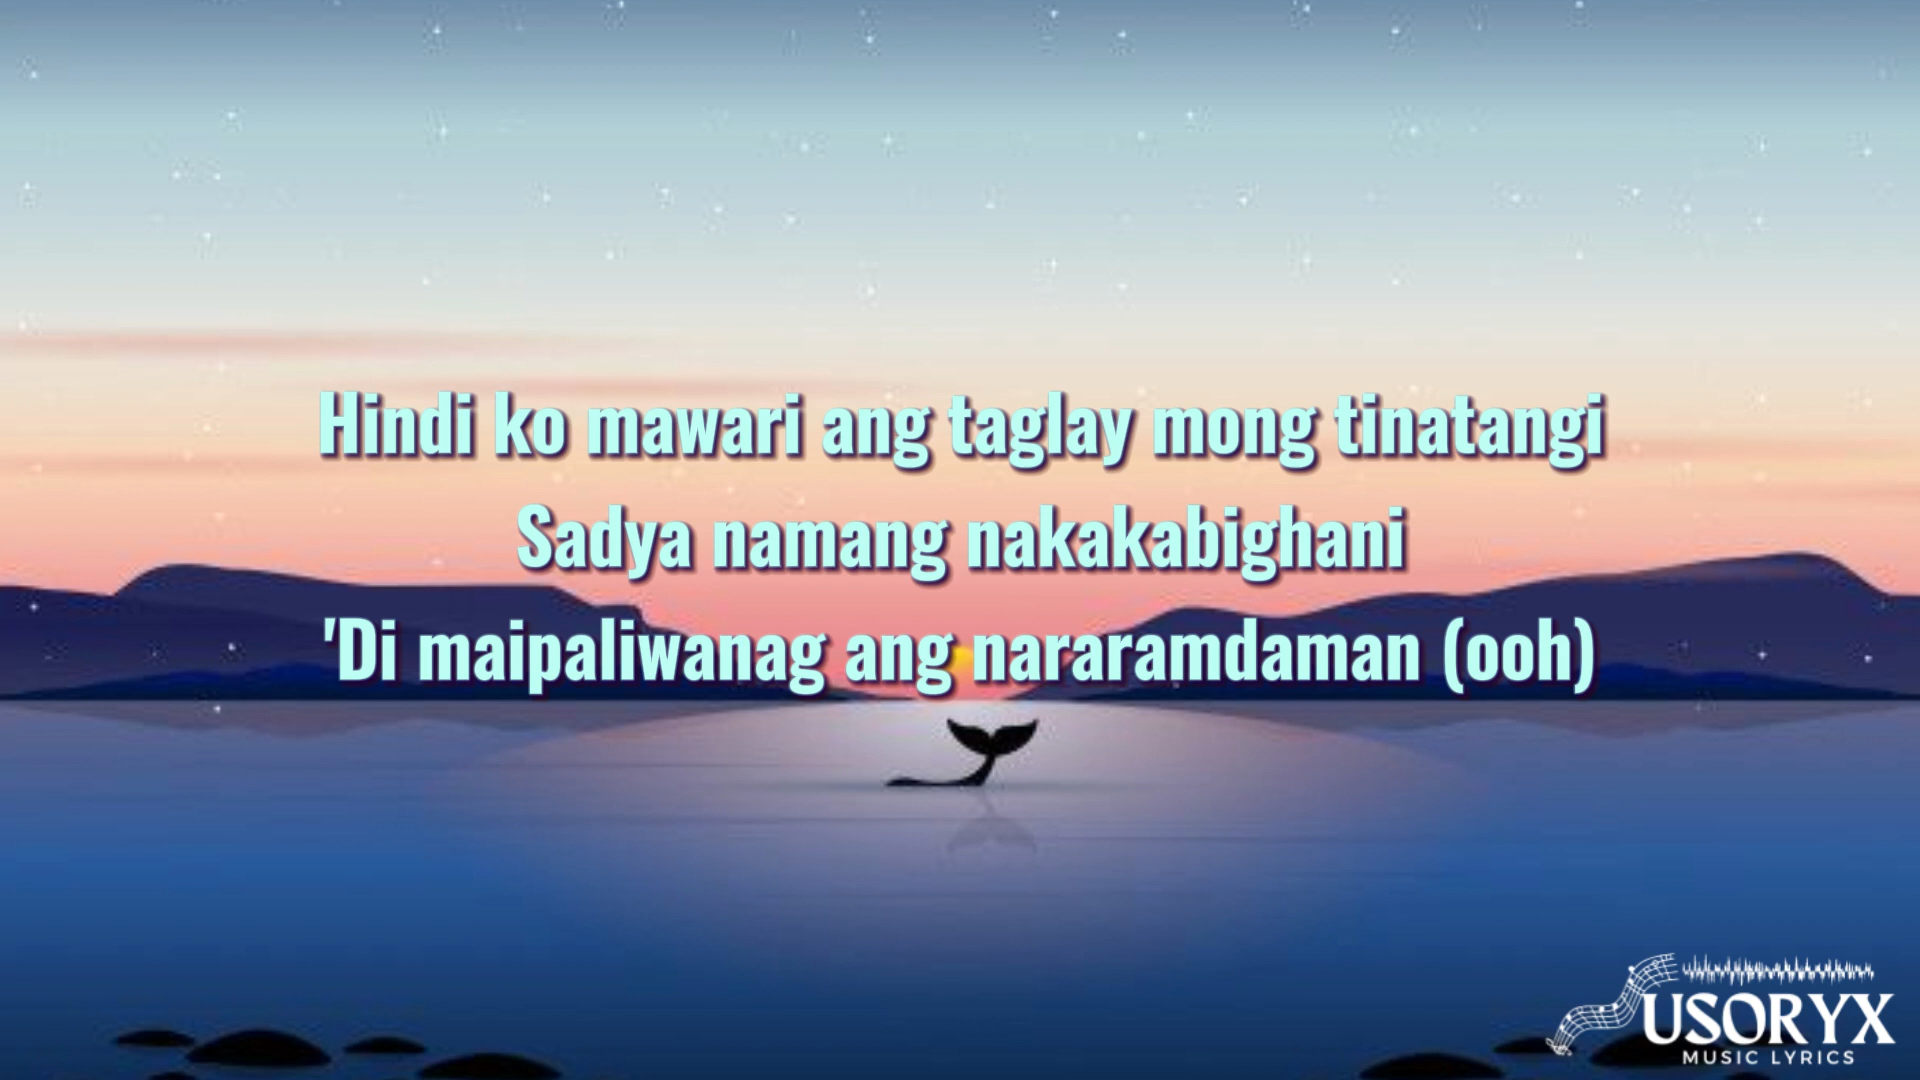 Hindi ko mawari ang taglay mong tinatangi
Sadya namang nakakabighani
'Di maipaliwanag ang nararamdaman (ooh)
USORYX
MUSIC LYRICS